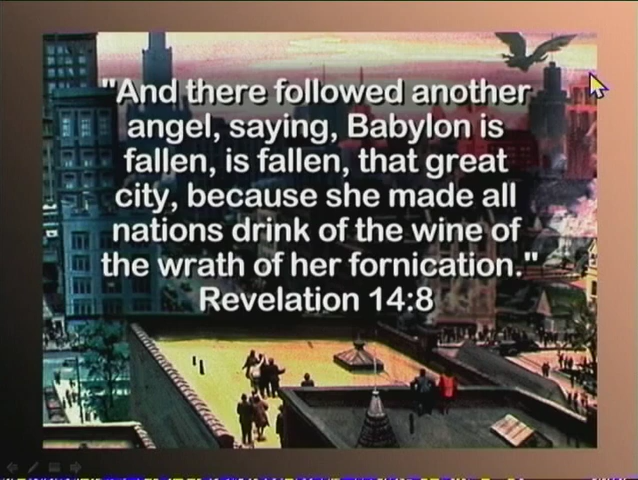 "And there followed another
angel, saying, Babylon is
fallen, is fallen, that great
city, because she made all
nations drink of the wine of
the wrath of her fornication."
Revelation 14:8